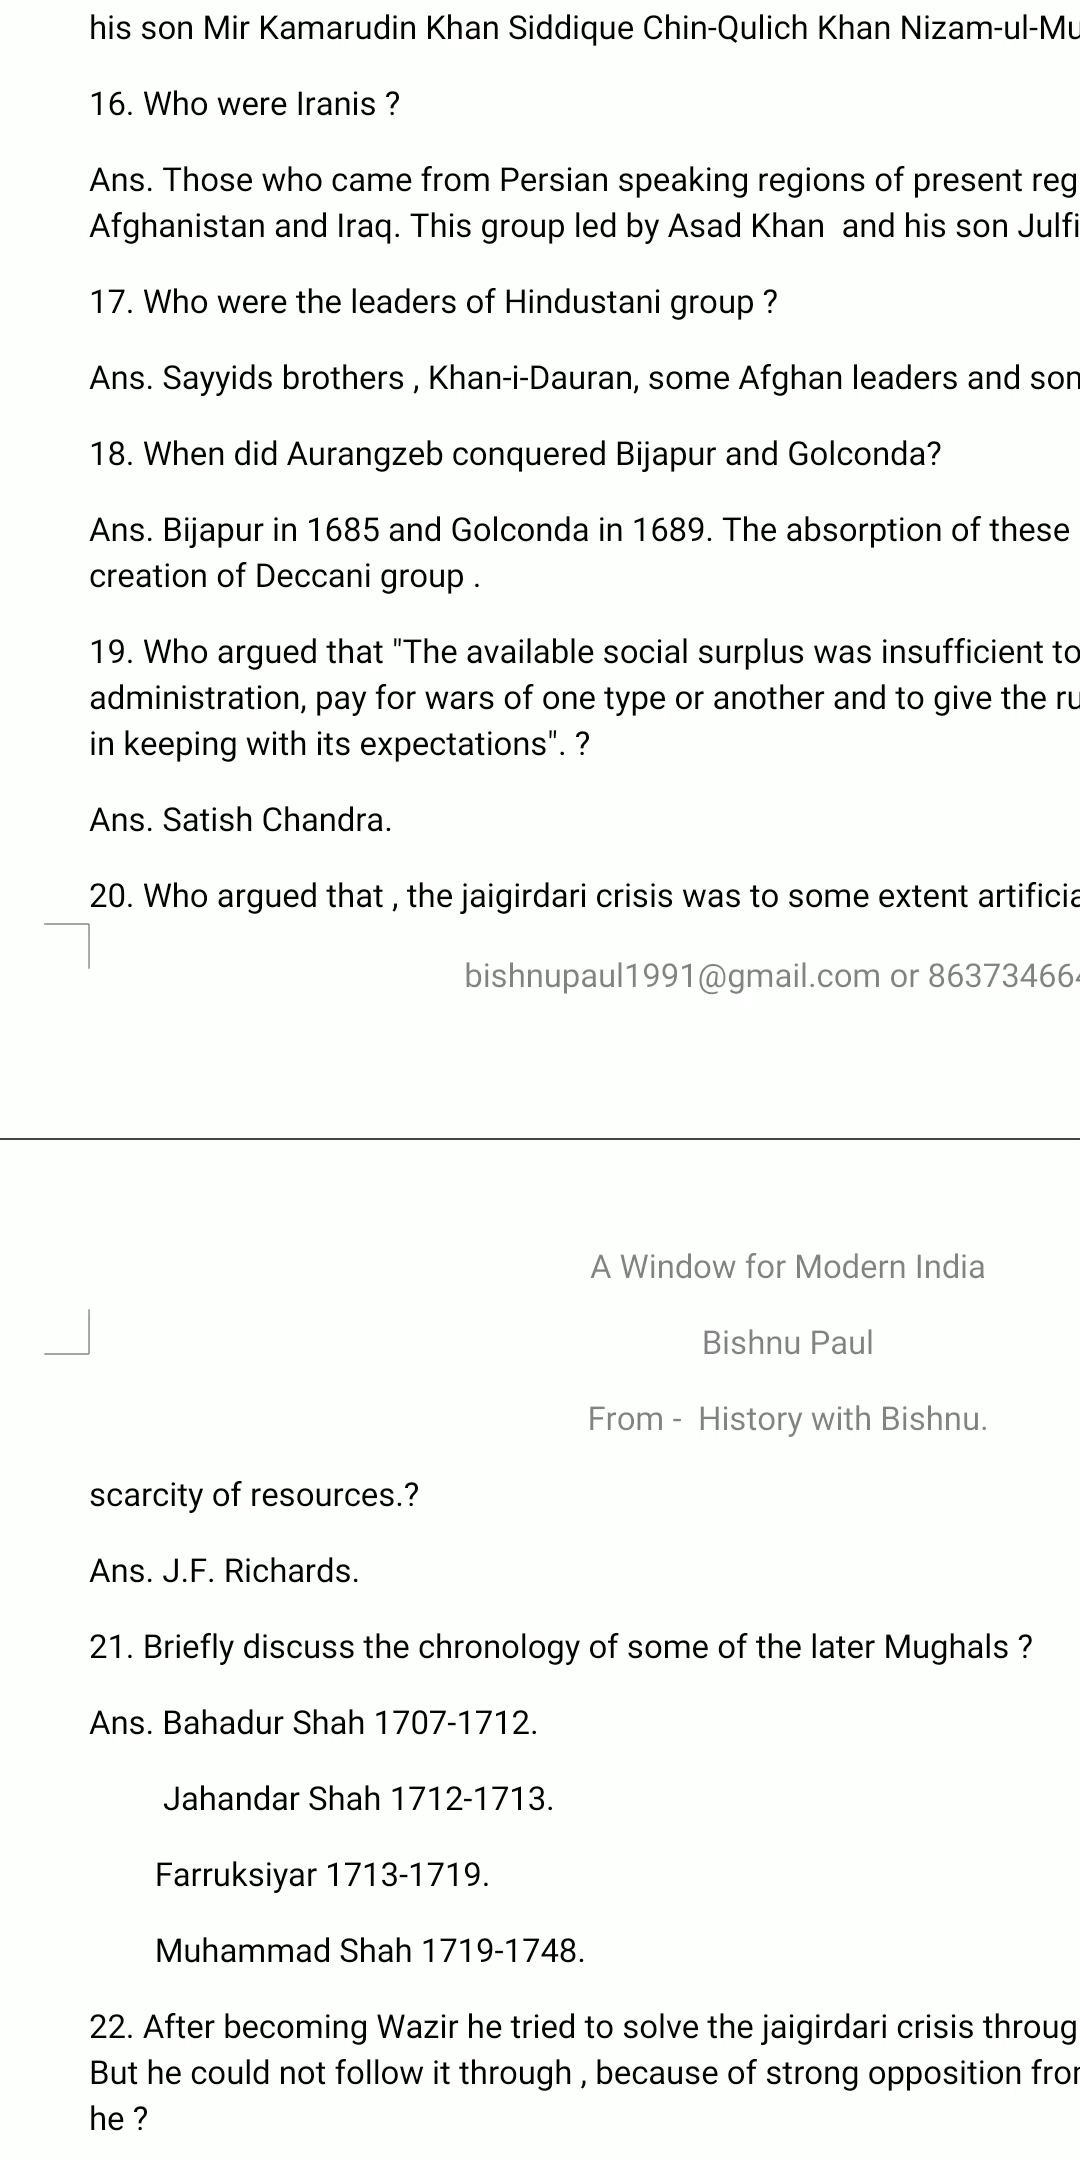 his son Mir Kamarudin Khan Siddique Chin-Qulich Khan Nizam-ul-Mu
16. Who were Iranis ?
Ans. Those who came from Persian speaking regions of present reg
Afghanistan and Iraq. This group led by Asad Khan  and his son Julfi
17. Who were the leaders of Hindustani group ?
Ans. Sayyids brothers , Khan-i-Dauran, some Afghan leaders and som
18. When did Aurangzeb conquered Bijapur and Golconda?
Ans. Bijapur in 1685 and Golconda in 1689. The absorption of these
creation of Deccani group .
19. Who argued that "The available social surplus was insufficient to
administration, pay for wars of one type or another and to give the ru
in keeping with its expectations". ?
Ans. Satish Chandra.
20. Who argued that , the jaigirdari crisis was to some extent artificia
bishnupaul1991@gmail.com or 863734664
A Window for Modern India
Bishnu Paul
From -  History with Bishnu.
scarcity of resources.?
Ans. J.F. Richards.
21. Briefly discuss the chronology of some of the later Mughals ?
Ans. Bahadur Shah 1707-1712.
Jahandar Shah 1712-1713.
Farruksiyar 1713-1719.
Muhammad Shah 1719-1748.
22. After becoming Wazir he tried to solve the jaigirdari crisis throug
But he could not follow it through , because of strong opposition from
he ?